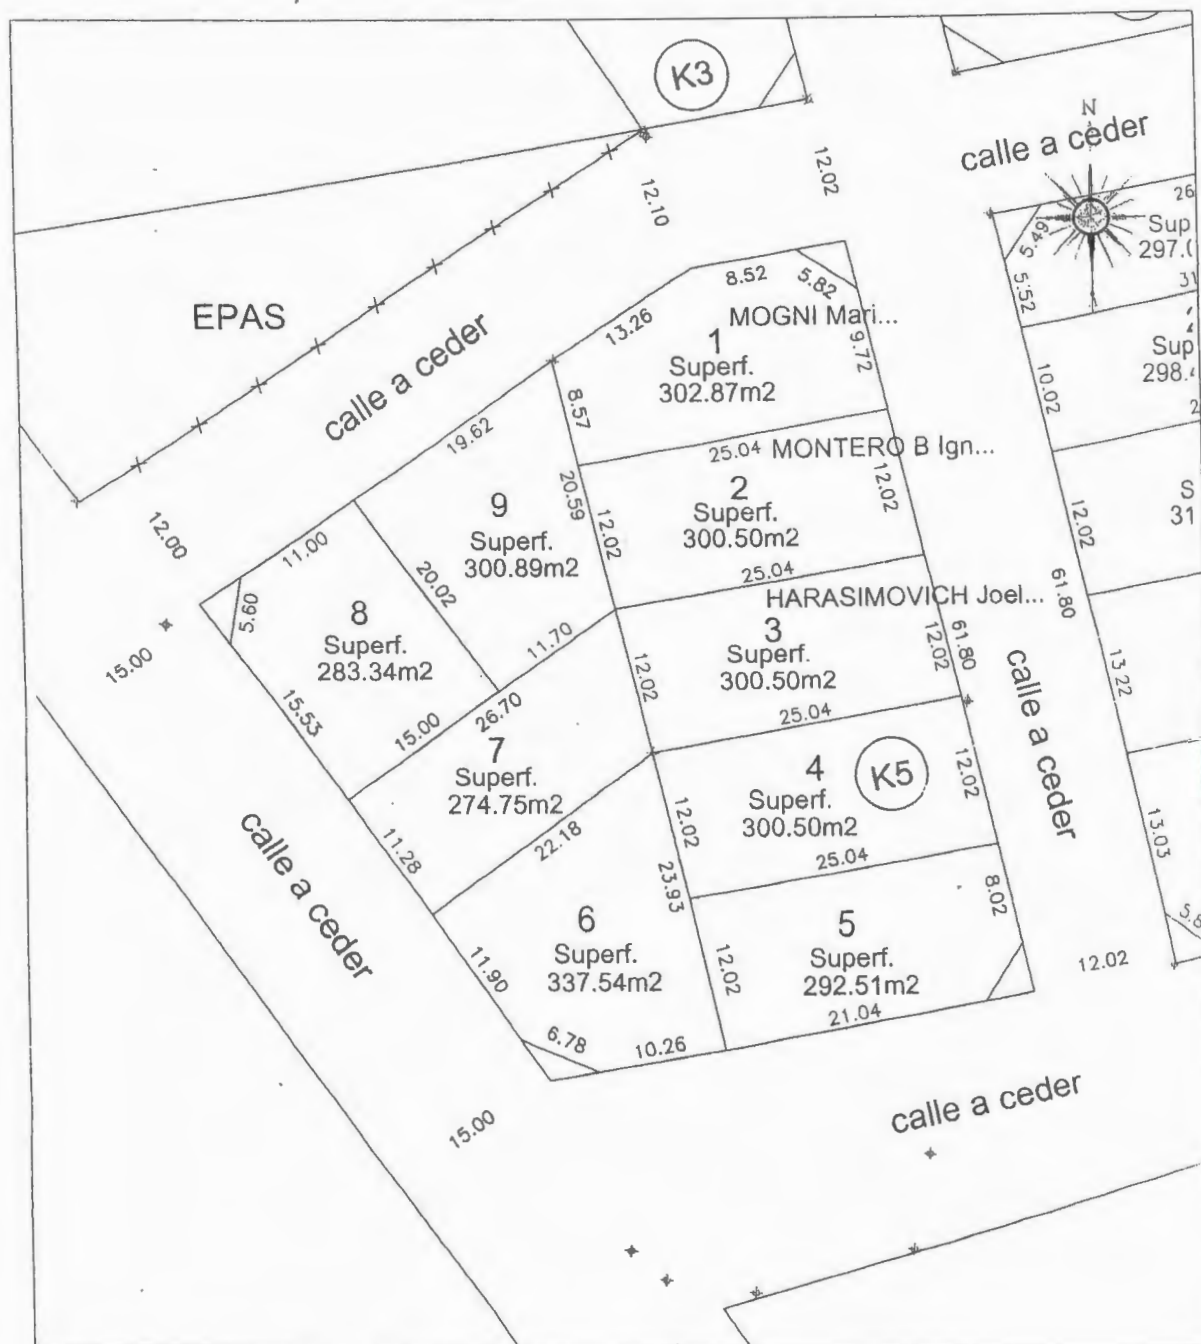 K3
N
calle a ceder
12.02
12.10
26
5.49
Sup
297.0
31
5.52
EPAS
calle a ceder
8.52
5.82
13.26
MOGNI Mari...
1
Superf.
302.87m2
9.72
8.57
2
Sup
298.4
10.02
19.62
25.04
MONTERO B Ign...
20.59
12.02
2
Superf.
300.50m2
12.02
9
Superf.
300.89m2
S
31
12.02
12.00
11.00
20.02
25.04
61.80
5.60
8
Superf.
283.34m2
HARASIMOVICH Joel...
3
Superf.
300.50m2
12.02
61.80
11.70
12.02
15.00
15.53
15.00
26.70
25.04
calle a ceder
13.22
7
Superf.
274.75m2
4
Superf.
300.50m2
K5
12.02
11.28
22.18
12.02
25.04
13.03
calle a ceder
23.93
8.02
6
Superf.
337.54m2
5
Superf.
292.51m2
5.8
11.90
12.02
12.02
21.04
6.78
10.26
15.00
calle a ceder